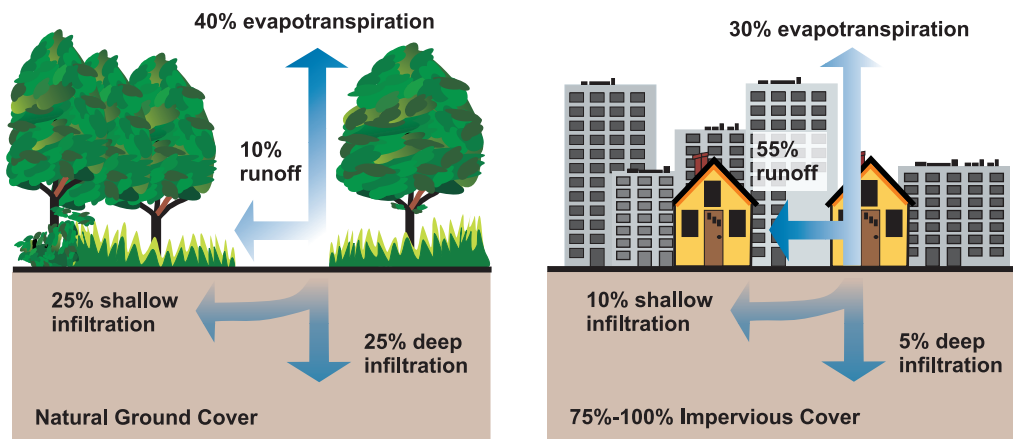 40% evapotranspiration
10%
runoff
25% shallow
infiltration
25% deep
infiltration
Natural Ground Cover
30% evapotranspiration
55%
runoff
10% shallow
infiltration
5% deep
infiltration
75%-100% Impervious Cover